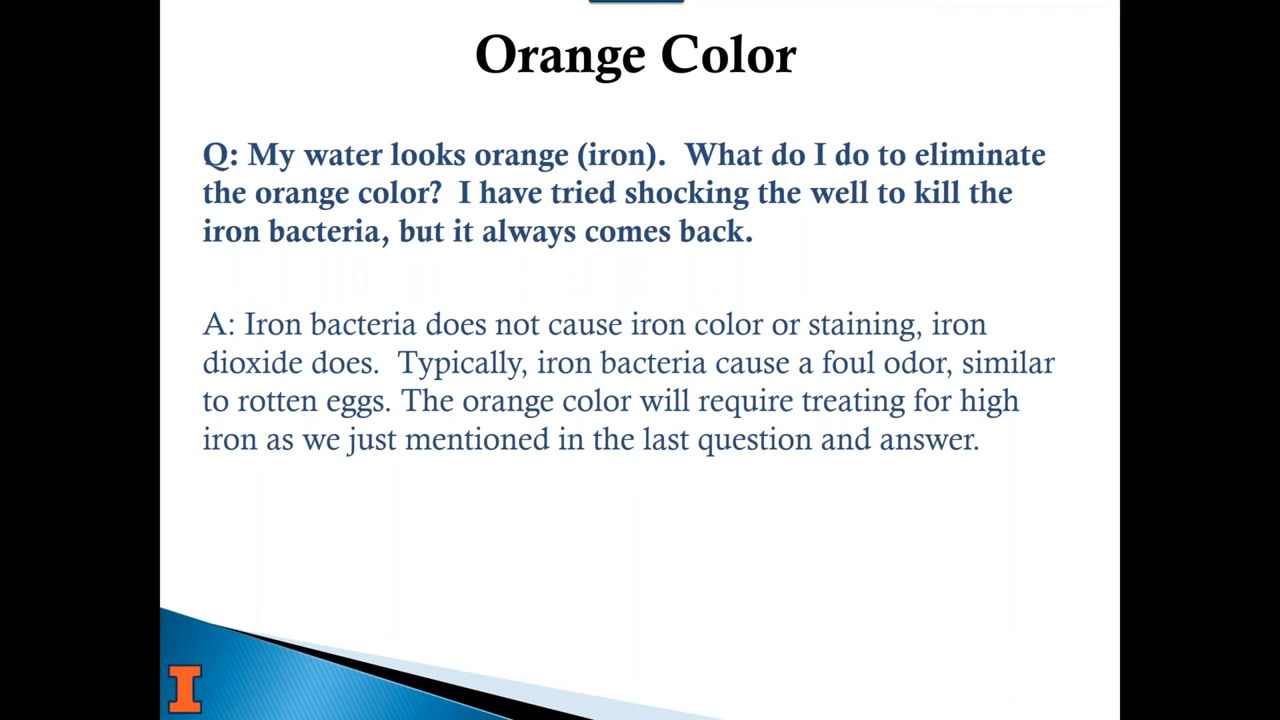 Orange Color
Q: My water looks orange (iron).  What do I do to eliminate
the orange color?  I have tried shocking the well to kill the
iron bacteria, but it always comes back.
A: Iron bacteria does not cause iron color or staining, iron
dioxide does.  Typically, iron bacteria cause a foul odor, similar
to rotten eggs. The orange color will require treating for high
iron as we just mentioned in the last question and answer.
I